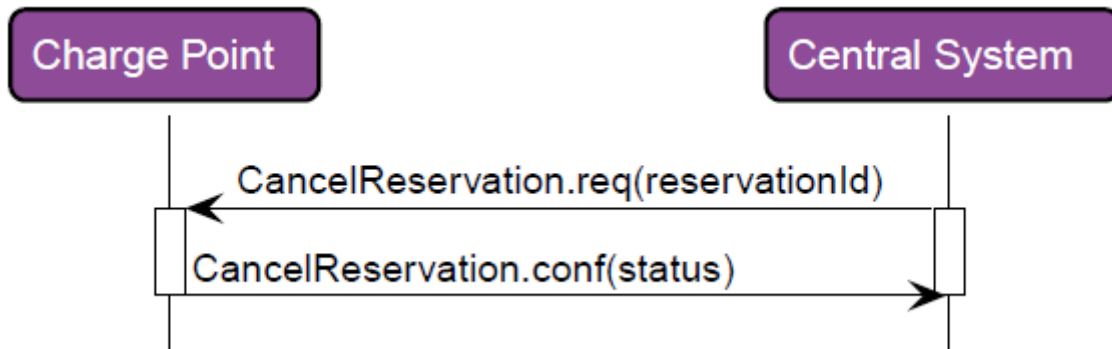 Charge Point
Central System
CancelReservation.req(reservationId)
CancelReservation.conf(status)